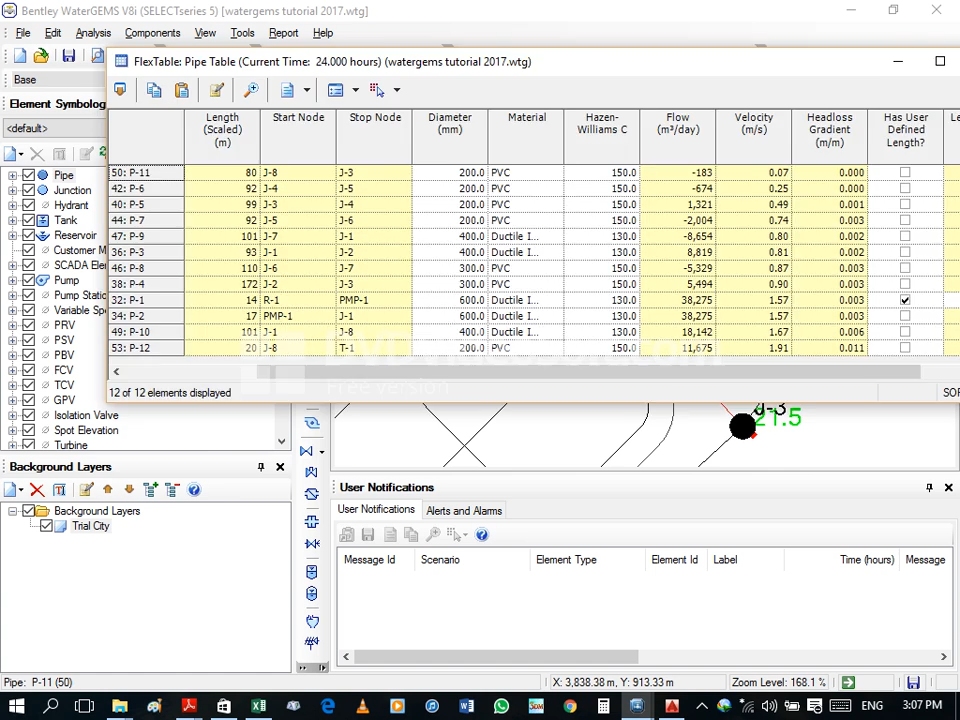 Bentley WaterGEMS V8i (SELECTseries 5) [watergems tutorial 2017.wtg]
File Edit Analysis Components View Tools Report Help
Base
Element Symbology
<default>
Pipe
Junction
Hydrant
Tank
Reservoir
Customer M
SCADA Ele
Pump
Pump Stati
Variable Spe
PRV
PSV
PBV
FCV
TCV
GPV
Isolation Valve
Spot Elevation
Turbine
FlexTable: Pipe Table (Current Time: 24.000 hours) (watergems tutorial 2017.wtg)
Length (Scaled) (m) Start Node Stop Node Diameter (mm) Material Hazen-Williams C Flow (m³/day) Velocity (m/s) Headloss Gradient (m/m) Has User Defined Length? Le
50: P-11 80 J-8 J-3 200.0 PVC 150.0 -183 0.07 0.000
42: P-6 92 J-4 J-5 200.0 PVC 150.0 -674 0.25 0.000
40: P-5 99 J-3 J-4 200.0 PVC 150.0 1,321 0.49 0.001
44: P-7 92 J-5 J-6 200.0 PVC 150.0 -2,004 0.74 0.003
47: P-9 101 J-7 J-1 400.0 Ductile I... 130.0 -8,654 0.80 0.002
36: P-3 93 J-1 J-2 400.0 Ductile I... 130.0 8,819 0.81 0.002
46: P-8 110 J-6 J-7 300.0 PVC 150.0 -5,329 0.87 0.003
38: P-4 172 J-2 J-3 300.0 PVC 150.0 5,494 0.90 0.003
32: P-1 14 R-1 PMP-1 600.0 Ductile I... 130.0 38,275 1.57 0.003
34: P-2 17 PMP-1 J-1 600.0 Ductile I... 130.0 38,275 1.57 0.003
49: P-10 101 J-1 J-8 400.0 Ductile I... 130.0 18,142 1.67 0.006
53: P-12 20 J-8 T-1 200.0 PVC 150.0 11,675 1.91 0.011
Free version
12 of 12 elements displayed SOR
J-3
21.5
Background Layers
Background Layers
Trial City
User Notifications
User Notifications Alerts and Alarms
Message Id Scenario Element Type Element Id Label Time (hours) Message
Pipe: P-11 (50) X: 3,838.38 m, Y: 913.33 m Zoom Level: 168.1 %
ENG 3:07 PM